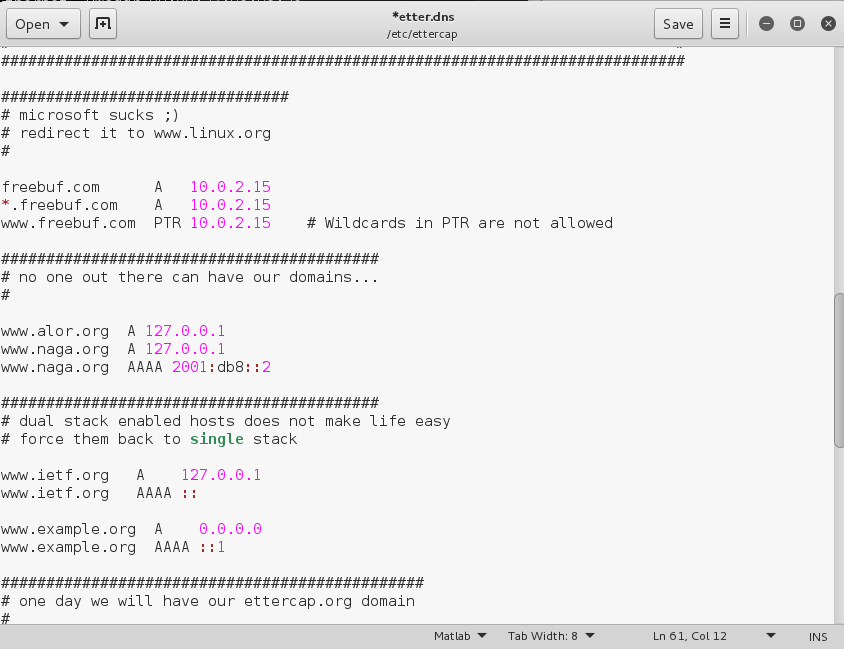 Open
*etter.dns
/etc/ettercap
Save
############################################################################
################################
# microsoft sucks ;)
# redirect it to www.linux.org
#
freebuf.com      A   10.0.2.15
*.freebuf.com    A   10.0.2.15
www.freebuf.com  PTR 10.0.2.15    # Wildcards in PTR are not allowed
##########################################
# no one out there can have our domains...
#
www.alor.org  A 127.0.0.1
www.naga.org  A 127.0.0.1
www.naga.org  AAAA 2001:db8::2
##########################################
# dual stack enabled hosts does not make life easy
# force them back to single stack
www.ietf.org   A    127.0.0.1
www.ietf.org   AAAA ::
www.example.org  A    0.0.0.0
www.example.org  AAAA ::1
###############################################
# one day we will have our ettercap.org domain
#
Matlab
Tab Width: 8
Ln 61, Col 12
INS